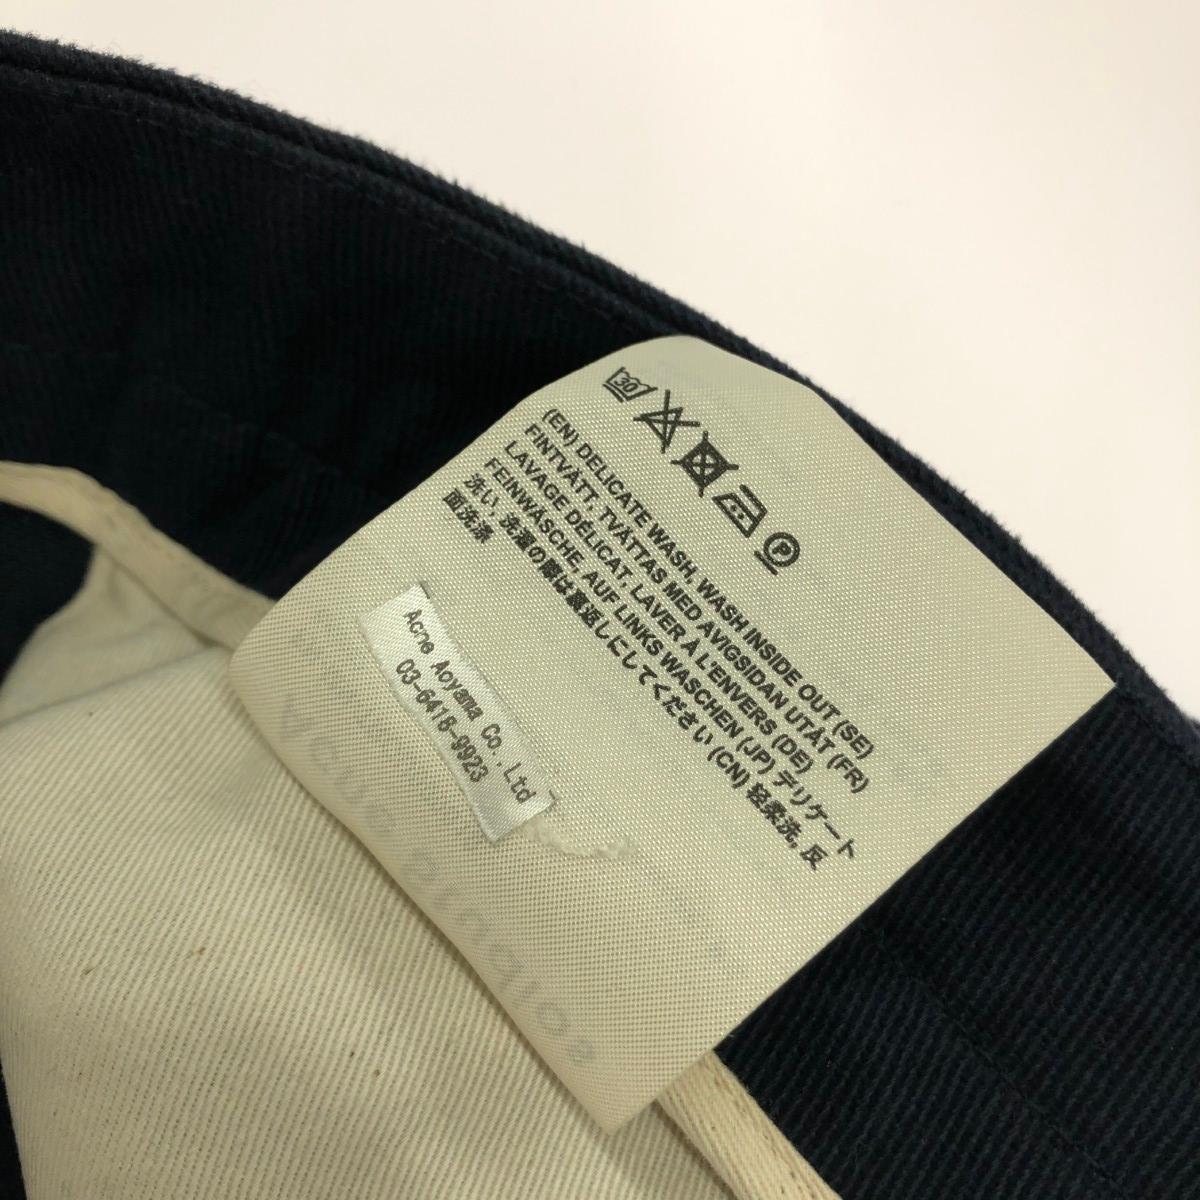 30
P
(EN) DELICATE WASH, WASH INSIDE OUT (SE)
FINTVÄTT, TVÄTTAS MED AVIGSIDAN UTÅT (FR)
LAVAGE DÉLICAT, LAVER À L'ENVERS (DE)
FEINWÄSCHE, AUF LINKS WASCHEN (JP) デリケート
洗い, 洗濯の際は裏返しにしてください (CN) 轻柔洗, 反
面洗涤
Acne Aoyama Co., Ltd
03-6418-9923